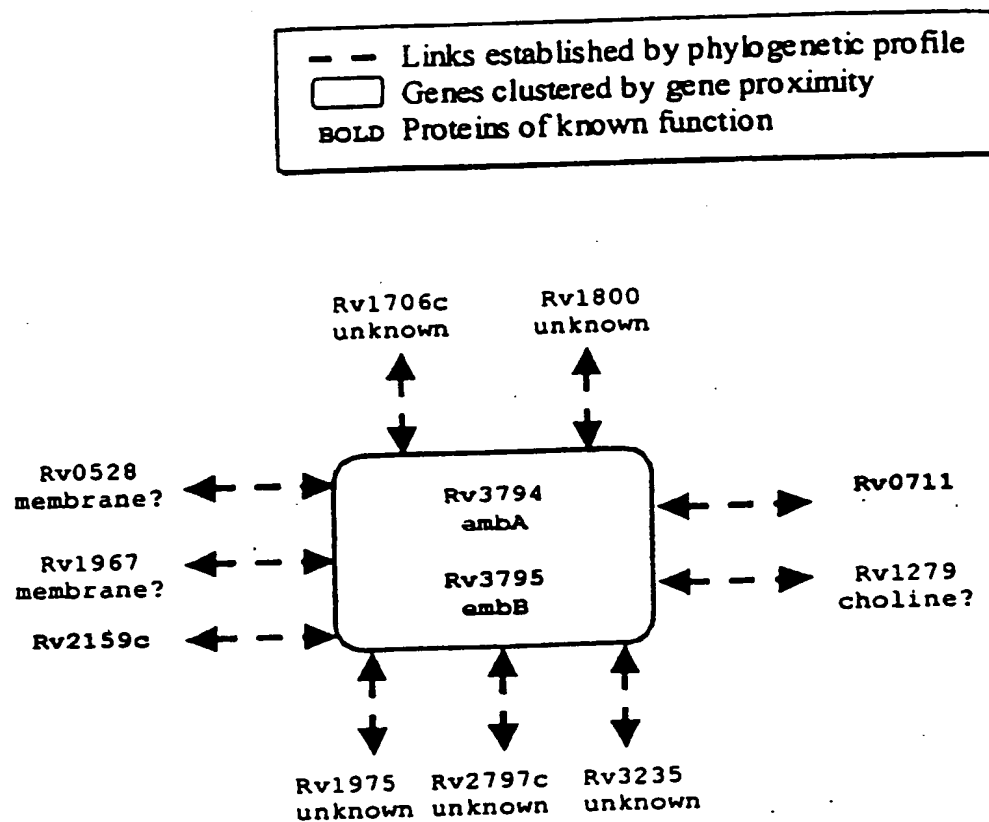 Links established by phylogenetic profile
Genes clustered by gene proximity
BOLD Proteins of known function
Rv1706c
unknown
Rv1800
unknown
Rv0528
membrane?
Rv1967
membrane?
Rv2159c
Rv3794
embA
Rv3795
embB
Rv0711
Rv1279
choline?
Rv1975
unknown
Rv2797c
unknown
Rv3235
unknown